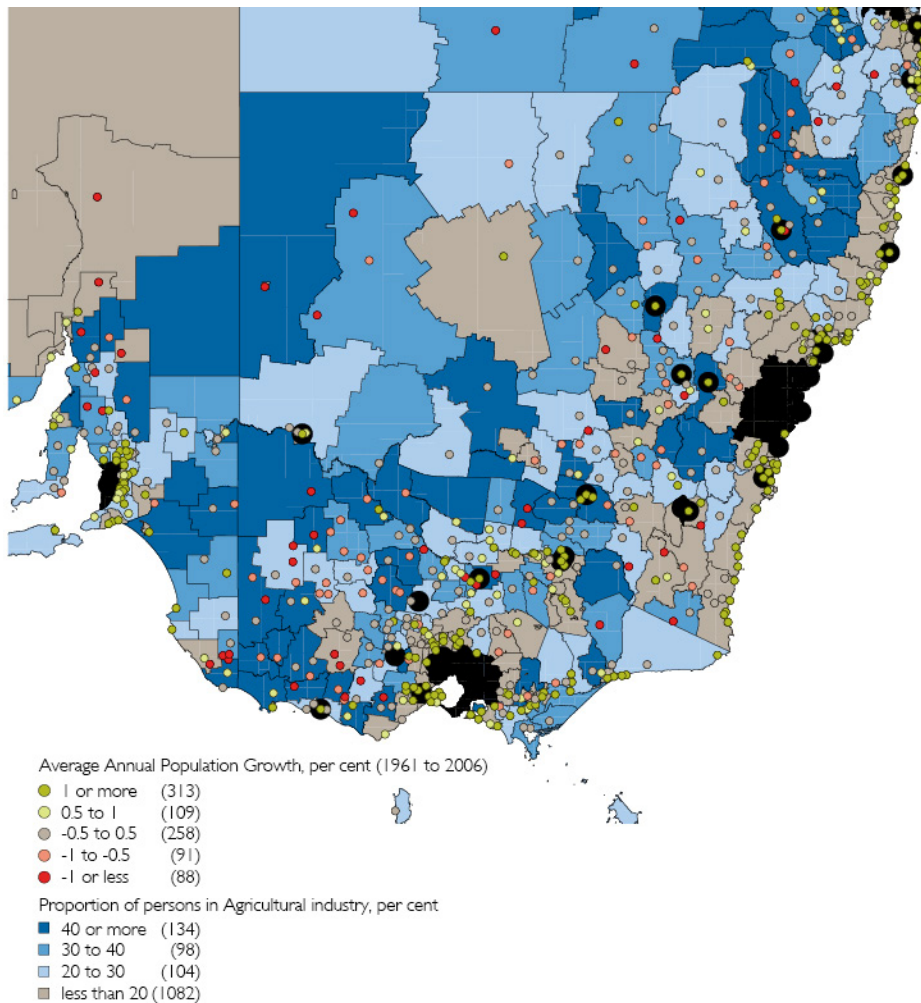 Average Annual Population Growth, per cent (1961 to 2006)
1 or more (313)
0.5 to 1 (109)
-0.5 to 0.5 (258)
-1 to -0.5 (91)
-1 or less (88)
Proportion of persons in Agricultural industry, per cent
40 or more (134)
30 to 40 (98)
20 to 30 (104)
less than 20 (1082)